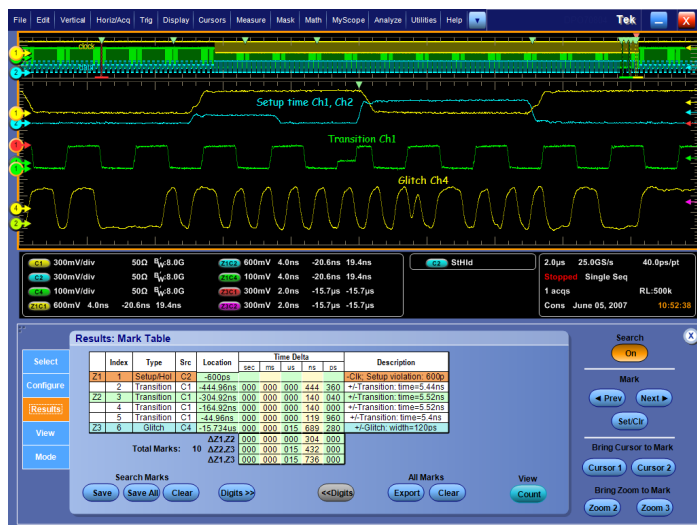 File Edit Vertical Horiz/Acq Trig Display Cursors Measure Mask Math MyScope Analyze Utilities Help Tek X
clock
Setup time Ch1, Ch2
Transition Ch1
Glitch Ch4
C1 300mV/div 50Ω BW:8.0G Z1C2 600mV 4.0ns -20.6ns 19.4ns C2 StHld 2.0µs 25.0GS/s 40.0ps/pt
C2 300mV/div 50Ω BW:8.0G Z1C4 100mV 4.0ns -20.6ns 19.4ns Stopped Single Seq
C4 100mV/div 50Ω BW:8.0G Z3C1 300mV 2.0ns -15.7µs -15.7µs 1 acqs RL:500k
Z1C1 600mV 4.0ns -20.6ns 19.4ns 300mV 2.0ns -15.7µs -15.7µs Cons June 05, 2007 10:52:38
Results: Mark Table
X
Select
Configure
Results
View
Mode
Index Type Src Location Time Delta Description
sec ms us ns ps
Z1 1 Setup/Hol C2 -600ps -Clk; Setup violation: 600p
2 Transition C1 -444.96ns 000 000 000 444 360 +/-Transition: time=5.44ns
Z2 3 Transition C1 -304.92ns 000 000 000 140 040 +/-Transition: time=5.52ns
4 Transition C1 -164.92ns 000 000 000 140 000 +/-Transition: time=5.52ns
5 Transition C1 -44.96ns 000 000 000 119 960 +/-Transition: time=5.4ns
Z3 6 Glitch C4 -15.734us 000 000 015 689 280 +/-Glitch: width=120ps
ΔZ1,Z2 000 000 000 304 000
Total Marks: 10 ΔZ2,Z3 000 000 015 432 000
ΔZ1,Z3 000 000 015 736 000
Search Marks
Save Save All Clear Digits >> <<Digits
All Marks
Export Clear
View
Count
Search
On
Mark
Prev Next
Set/Clr
Bring Cursor to Mark
Cursor 1 Cursor 2
Bring Zoom to Mark
Zoom 2 Zoom 3